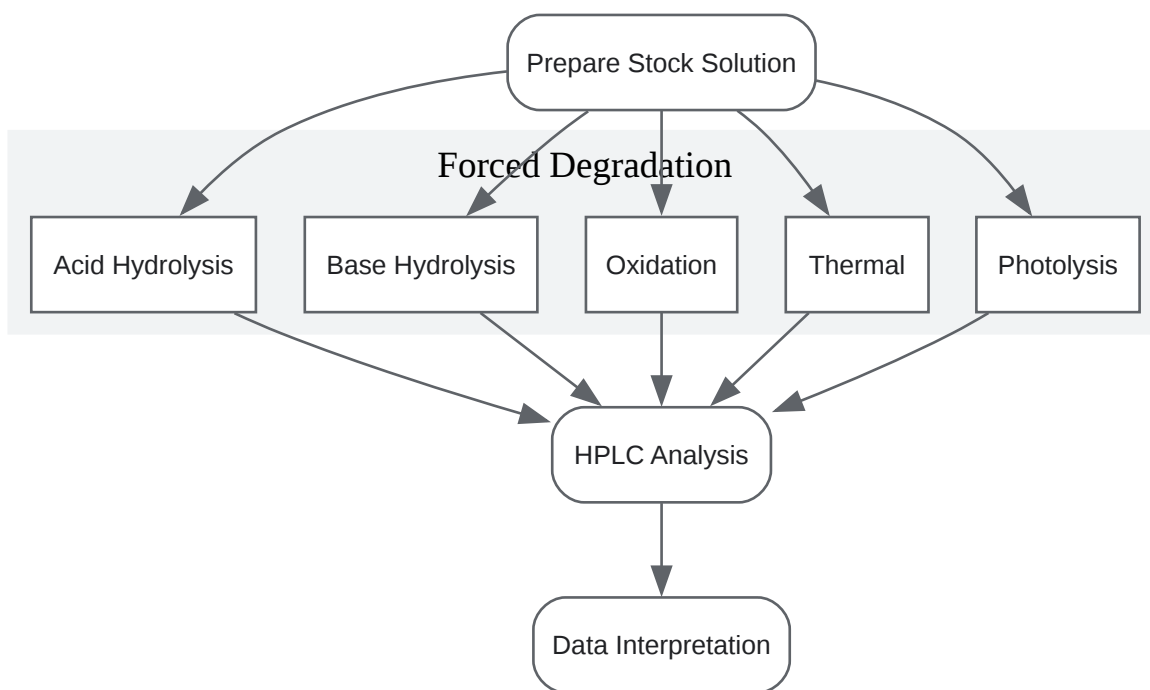 Prepare Stock Solution
Forced Degradation
Acid Hydrolysis
Base Hydrolysis
Oxidation
Thermal
Photolysis
HPLC Analysis
Data Interpretation